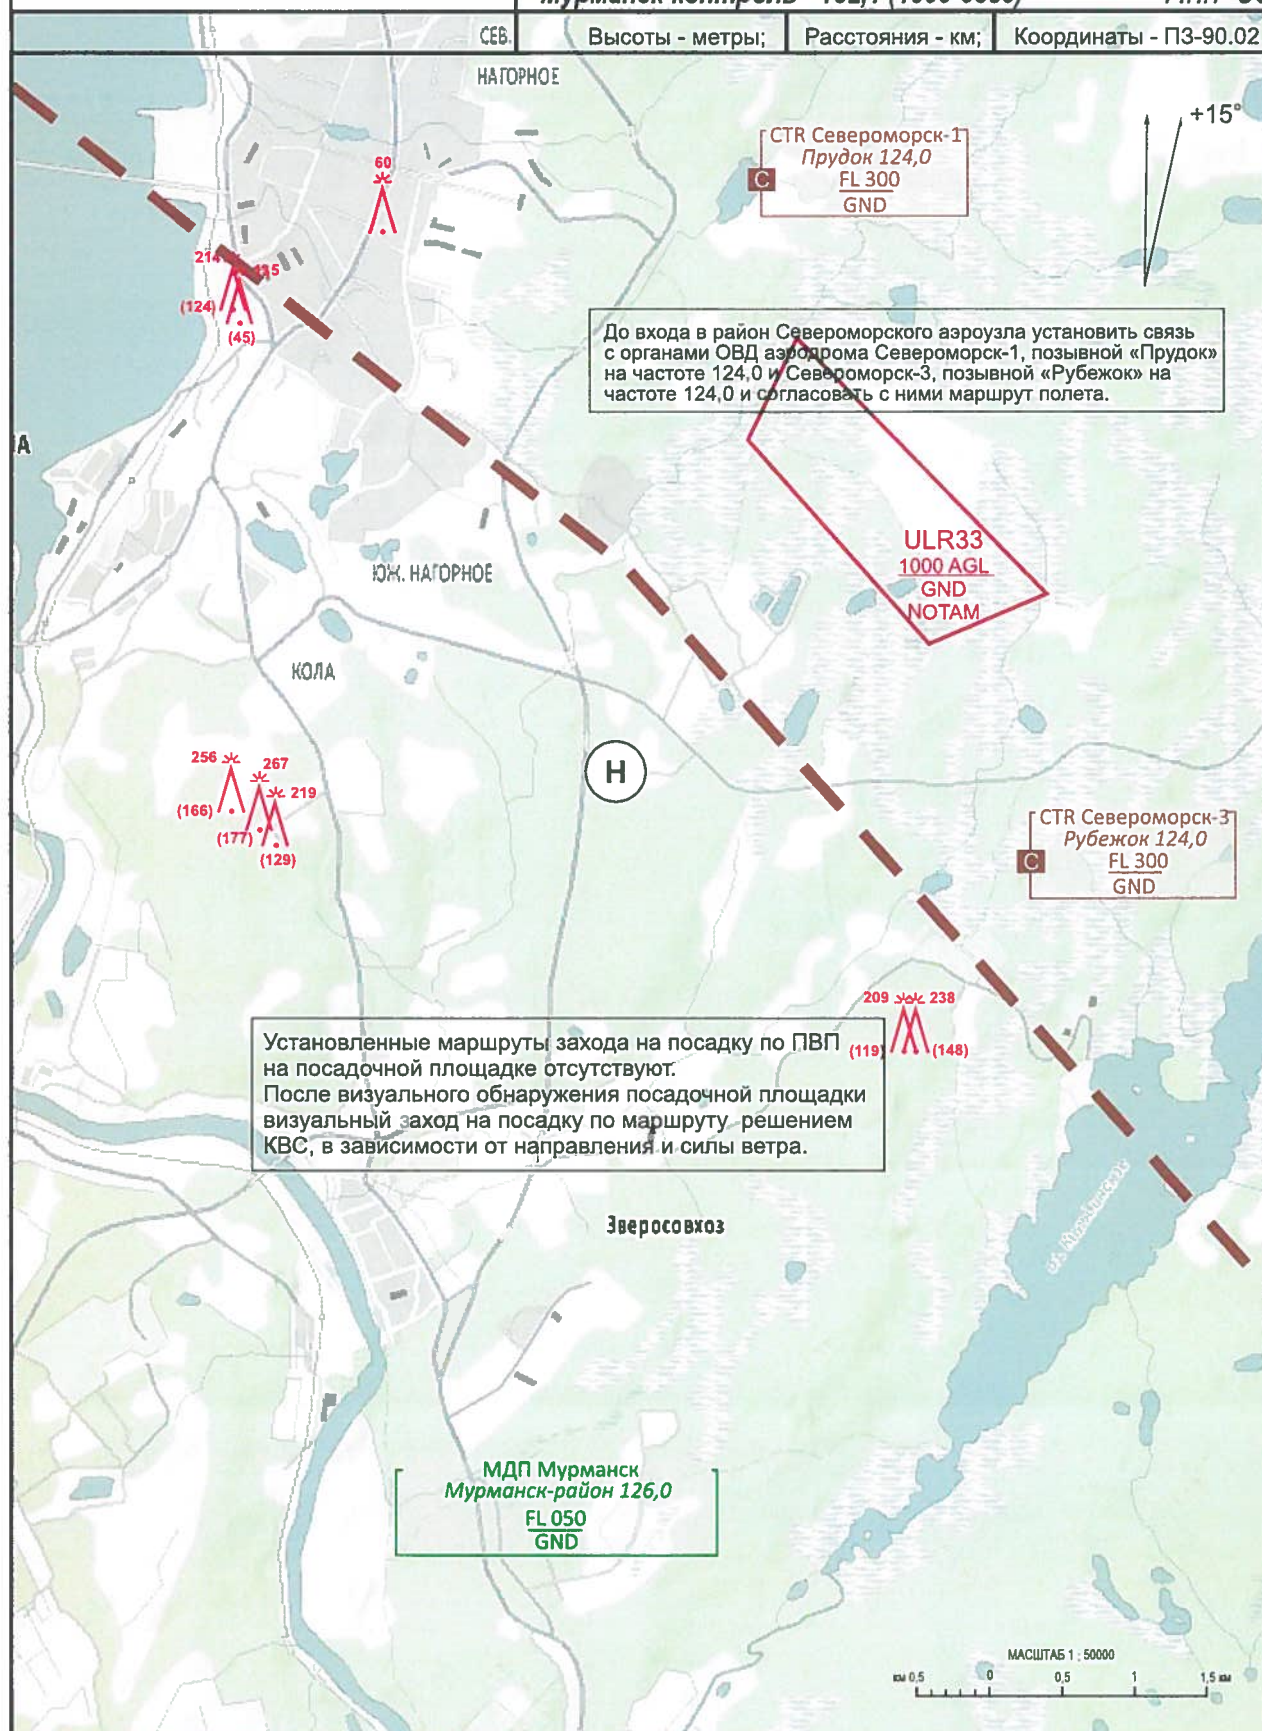 СЕВ.
Высоты - метры;
Расстояния - км;
Координаты - ПЗ-90.02
НАГОРНОЕ
+15°
CTR Североморск-1
Прудок 124,0
FL 300
GND
C
60
214
(124)
(45)
До входа в район Североморского аэроузла установить связь
с органами ОВД аэродрома Североморск-1, позывной «Прудок»
на частоте 124,0 и Североморск-3, позывной «Рубежок» на
частоте 124,0 и согласовать с ними маршрут полета.
ULR33
1000 AGL
GND
NOTAM
ЮЖ. НАГОРНОЕ
КОЛА
256
267
219
(166)
(177)
(129)
H
CTR Североморск-3
Рубежок 124,0
FL 300
GND
C
209
238
(119)
(148)
Установленные маршруты захода на посадку по ПВП
на посадочной площадке отсутствуют.
После визуального обнаружения посадочной площадки
визуальный заход на посадку по маршруту решением
КВС, в зависимости от направления и силы ветра.
Зверосовхоз
МДП Мурманск
Мурманск-район 126,0
FL 050
GND
МАСШТАБ 1 : 50000
км 0,5 0 0,5 1 1,5 км